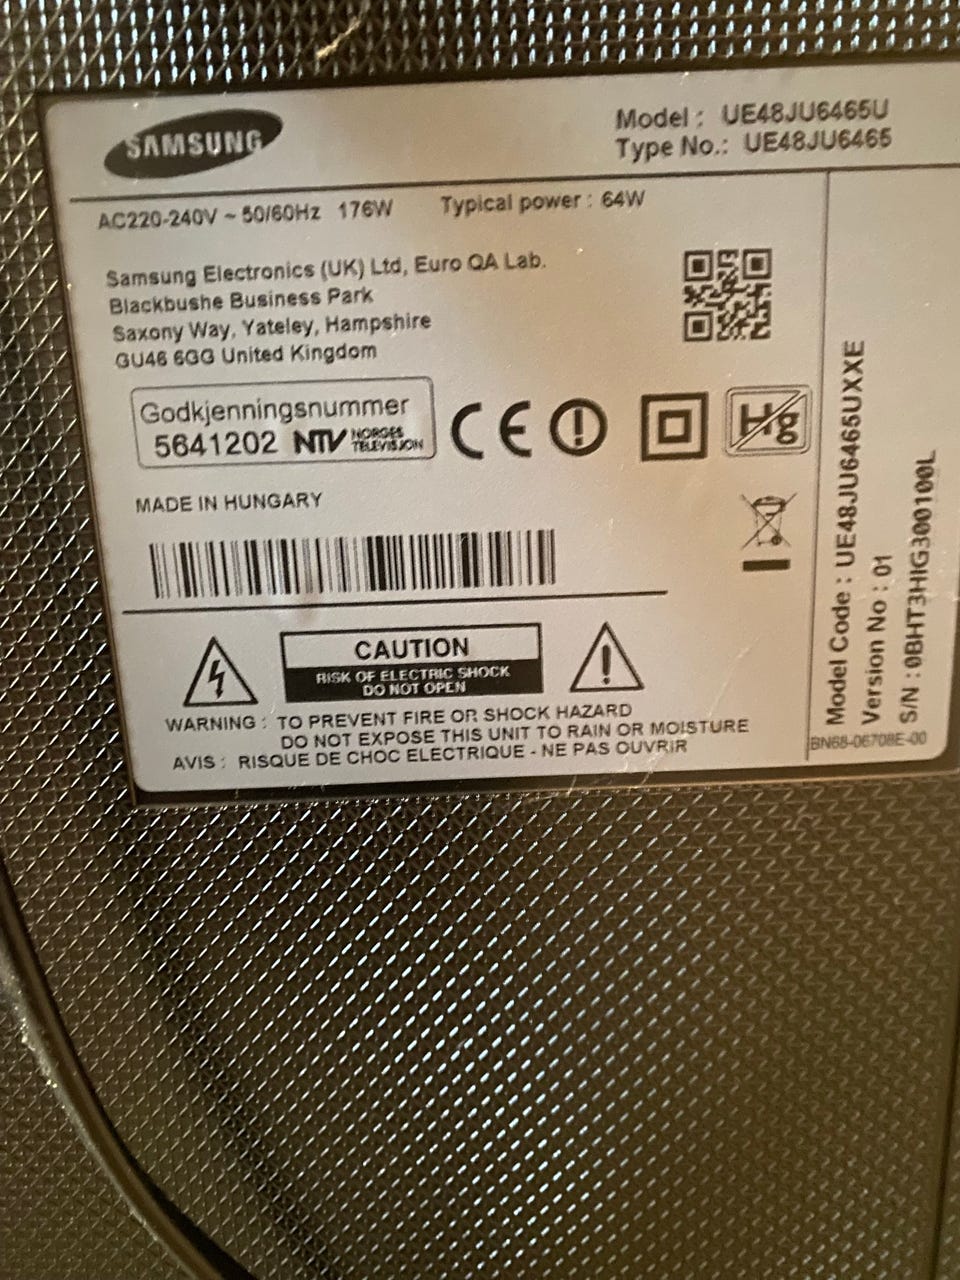 SAMSUNG
Model : UE48JU6465U
Type No.: UE48JU6465
AC220-240V ~ 50/60Hz 176W Typical power : 64W
Samsung Electronics (UK) Ltd, Euro QA Lab.
Blackbushe Business Park
Saxony Way, Yateley, Hampshire
GU46 6GG United Kingdom
Godkjenningsnummer
5641202 NTV NORGES
TELEVISJON
CE
Hg
MADE IN HUNGARY
CAUTION
RISK OF ELECTRIC SHOCK
DO NOT OPEN
WARNING : TO PREVENT FIRE OR SHOCK HAZARD
DO NOT EXPOSE THIS UNIT TO RAIN OR MOISTURE
AVIS : RISQUE DE CHOC ELECTRIQUE - NE PAS OUVRIR
Model Code : UE48JU6465UXXE
Version No : 01
S/N : 0BHT3HIG300100L
BN68-06708E-00